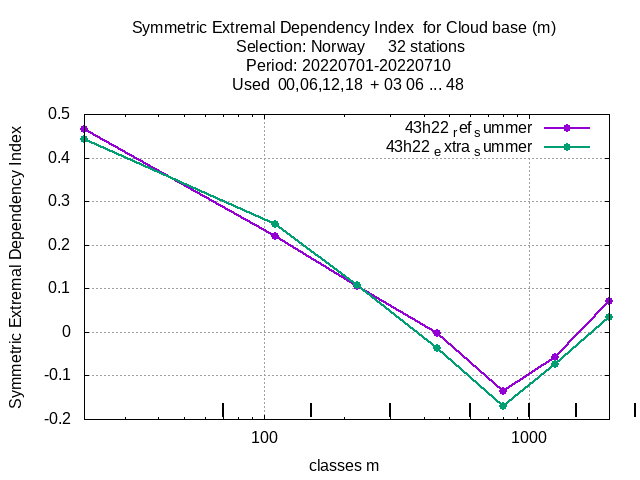 Symmetric Extremal Dependency Index  for Cloud base (m)
Selection: Norway     32 stations
Period: 20220701-20220710
Used  00,06,12,18  + 03 06 ... 48
43h22 ref summer
43h22 extra summer
Symmetric Extremal Dependency Index
0.5
0.4
0.3
0.2
0.1
0
-0.1
-0.2
100 1000
classes m